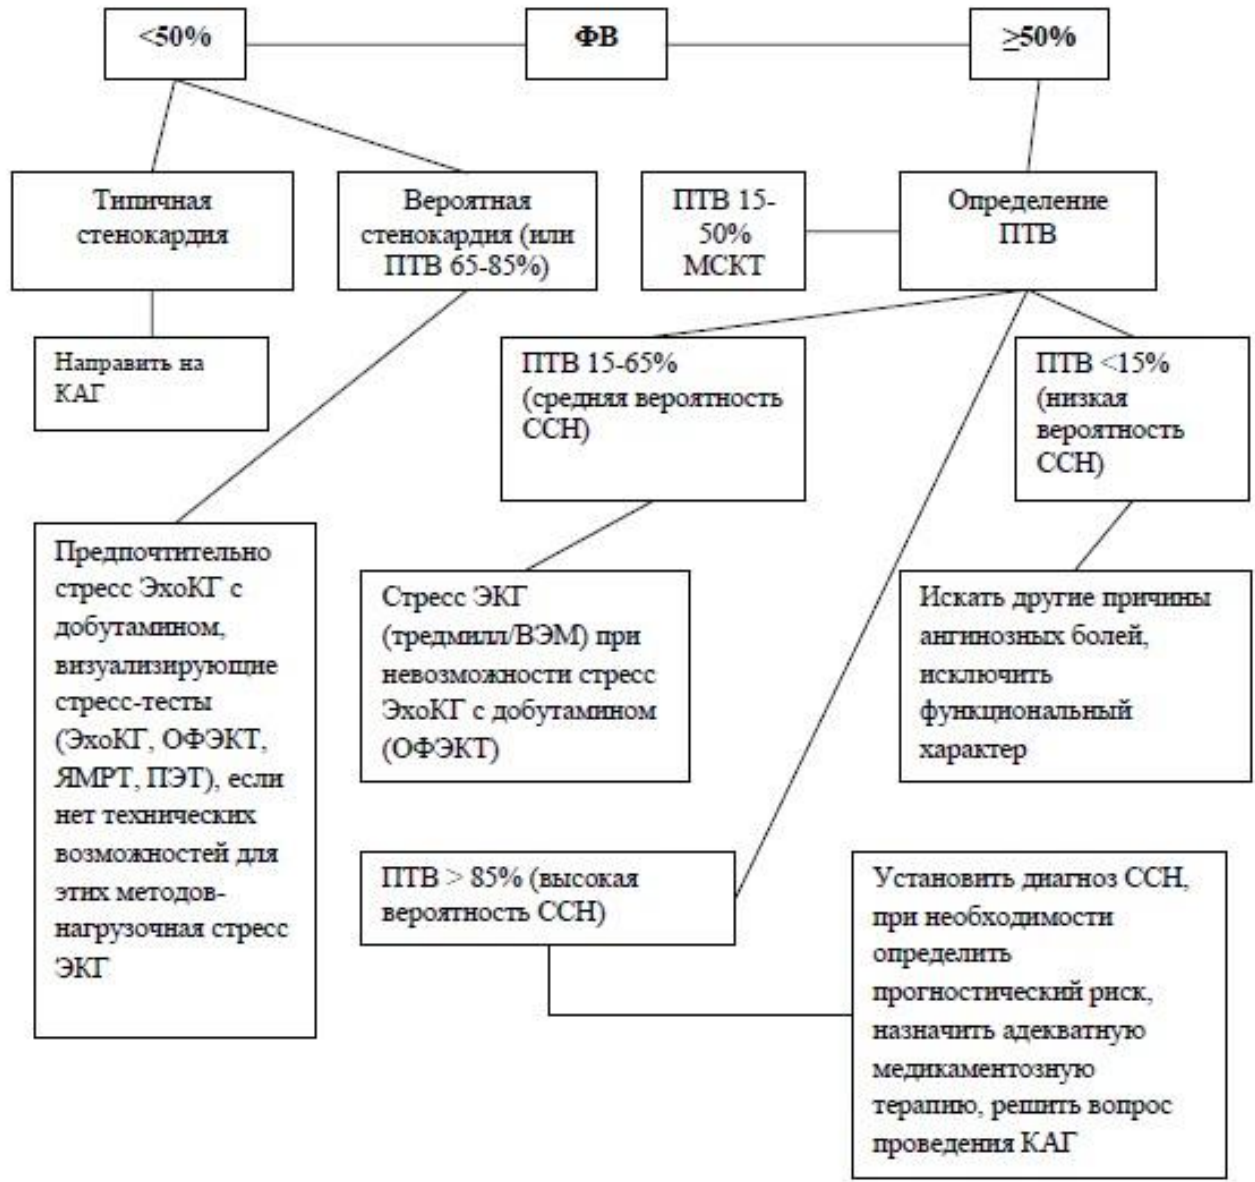 <50%
ФВ
≥50%
Типичная
стенокардия
Вероятная
стенокардия (или
ПТВ 65-85%)
ПТВ 15-
50%
МСКТ
Определение
ПТВ
Направить на
КАГ
ПТВ 15-65%
(средняя вероятность
ССН)
ПТВ <15%
(низкая
вероятность
ССН)
Предпочтительно
стресс ЭхоКГ с
добутамином,
визуализирующие
стресс-тесты
(ЭхоКГ, ОФЭКТ,
ЯМРТ, ПЭТ), если
нет технических
возможностей для
этих методов-
нагрузочная стресс
ЭКГ
Стресс ЭКГ
(тредмилл/ВЭМ) при
невозможности стресс
ЭхоКГ с добутамином
(ОФЭКТ)
Искать другие причины
ангинозных болей,
исключить
функциональный
характер
ПТВ > 85% (высокая
вероятность ССН)
Установить диагноз ССН,
при необходимости
определить
прогностический риск,
назначить адекватную
медикаментозную
терапию, решить вопрос
проведения КАГ